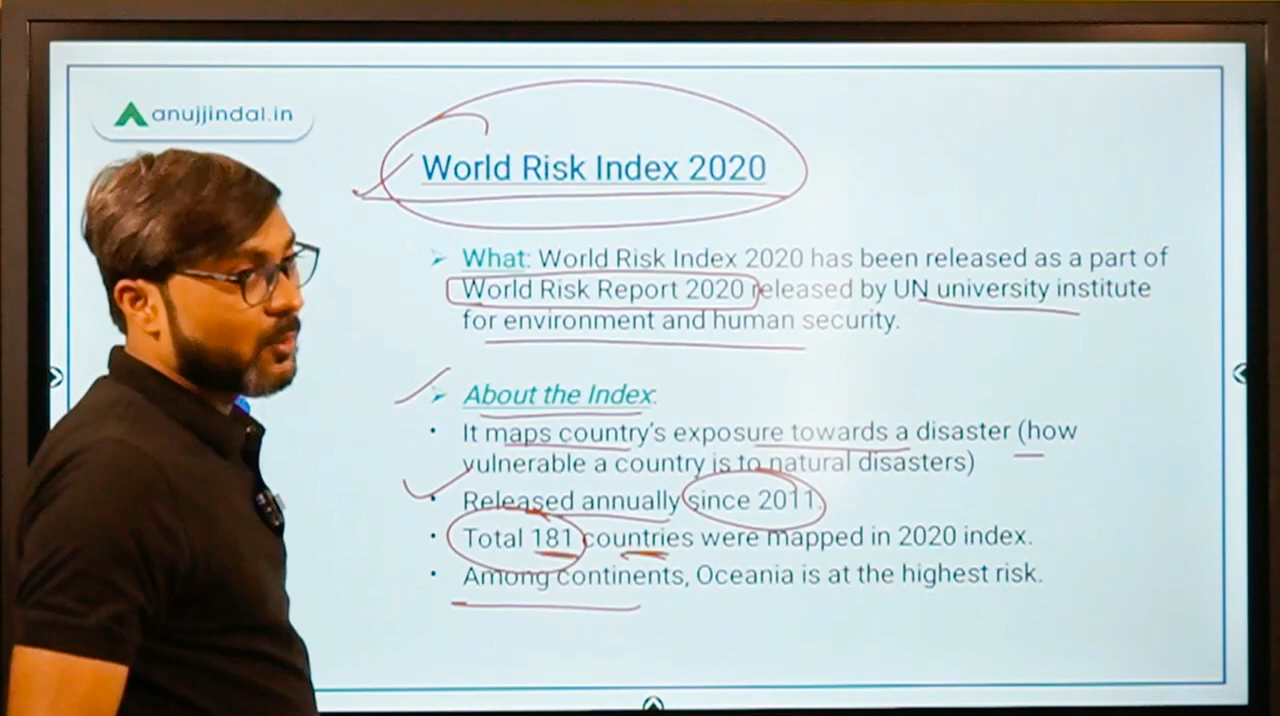 anujjindal.in
World Risk Index 2020
➤ What: World Risk Index 2020 has been released as a part of
World Risk Report 2020 released by UN university institute
for environment and human security.
➤ About the Index:
• It maps country's exposure towards a disaster (how
vulnerable a country is to natural disasters)
• Released annually since 2011.
• Total 181 countries were mapped in 2020 index.
• Among continents, Oceania is at the highest risk.